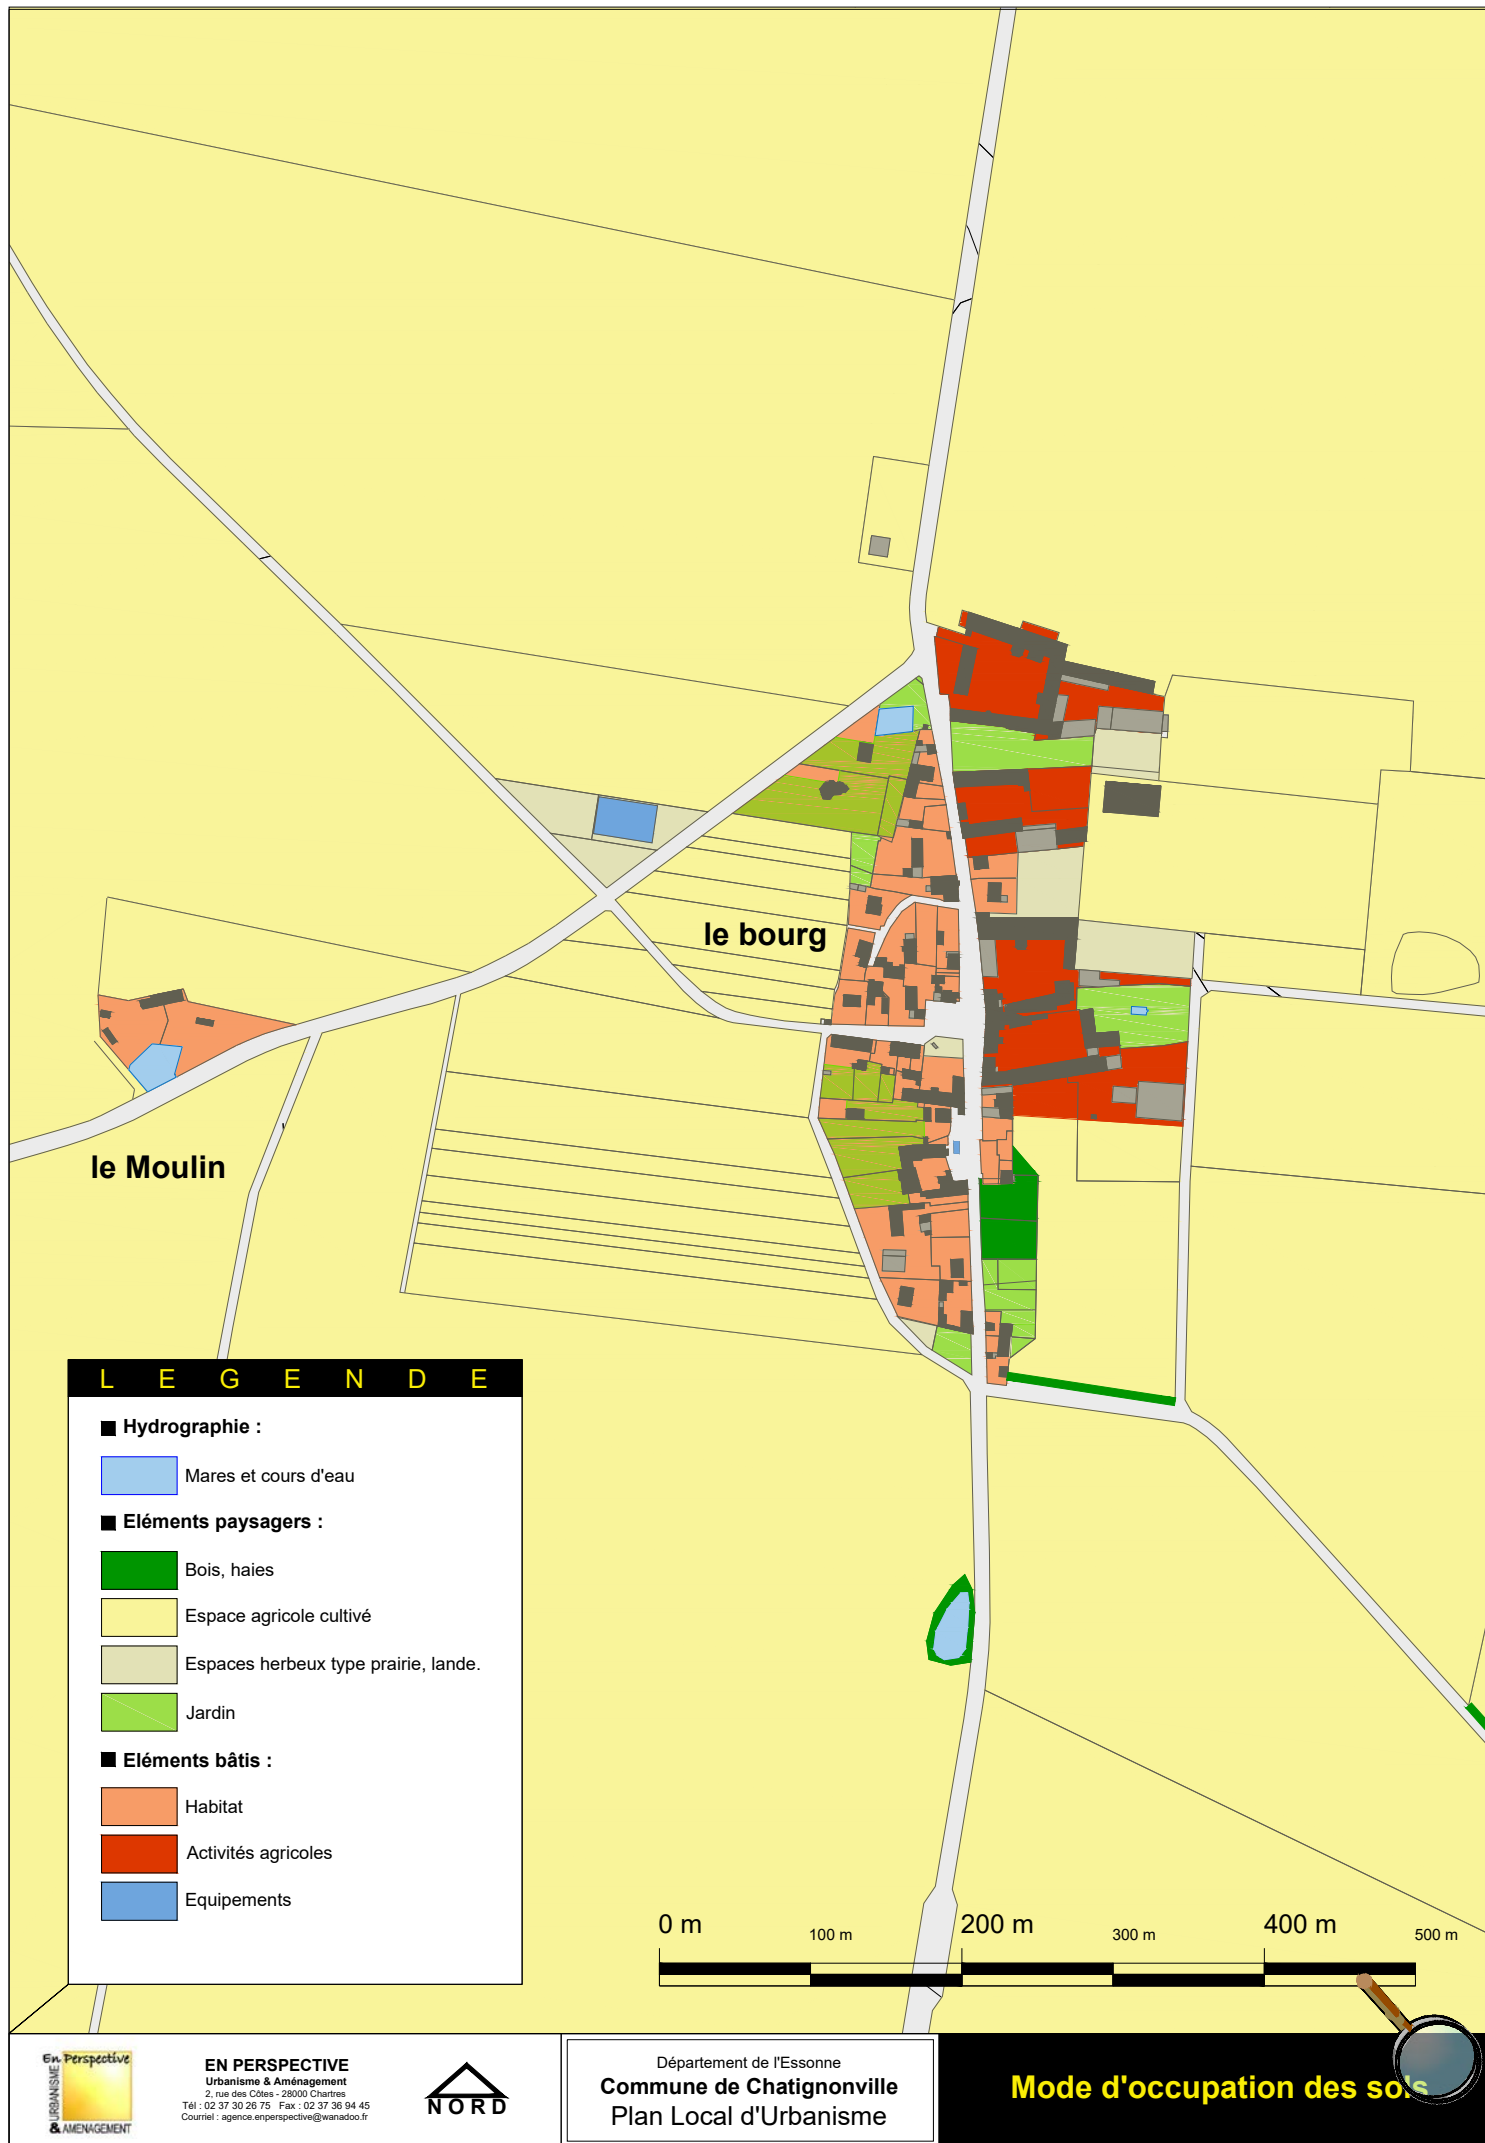 le bourg
le Moulin
L E G E N D E
Hydrographie :
Mares et cours d'eau
Eléments paysagers :
Bois, haies
Espace agricole cultivé
Espaces herbeux type prairie, lande.
Jardin
Eléments bâtis :
Habitat
Activités agricoles
Equipements
0 m 100 m 200 m 300 m 400 m 500 m
En Perspective
URBANISME
& AMENAGEMENT
EN PERSPECTIVE
Urbanisme & Aménagement
2, rue des Côtes - 28000 Chartres
Tél : 02 37 30 26 75 Fax : 02 37 36 94 45
Courriel : agence.enperspective@wanadoo.fr
NORD
Département de l'Essonne
Commune de Chatignonville
Plan Local d'Urbanisme
Mode d'occupation des sols